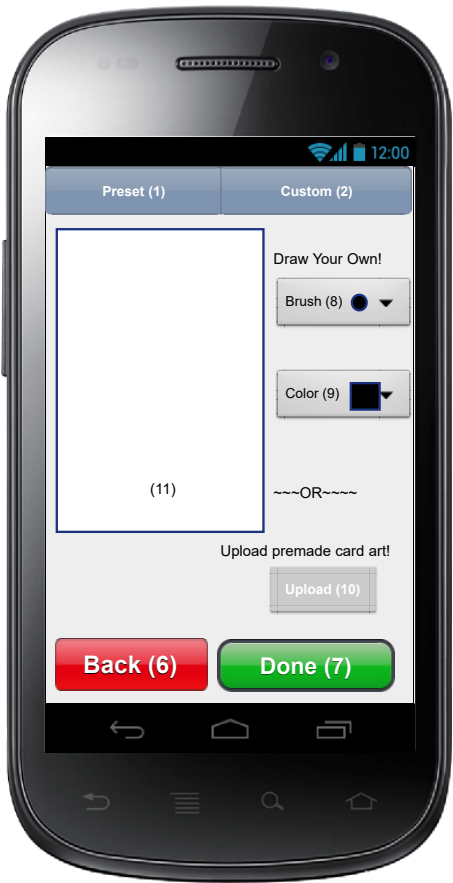 12:00
Preset (1)
Custom (2)
Draw Your Own!
Brush (8)
Color (9)
(11)
~~~OR~~~~
Upload premade card art!
Upload (10)
Back (6)
Done (7)